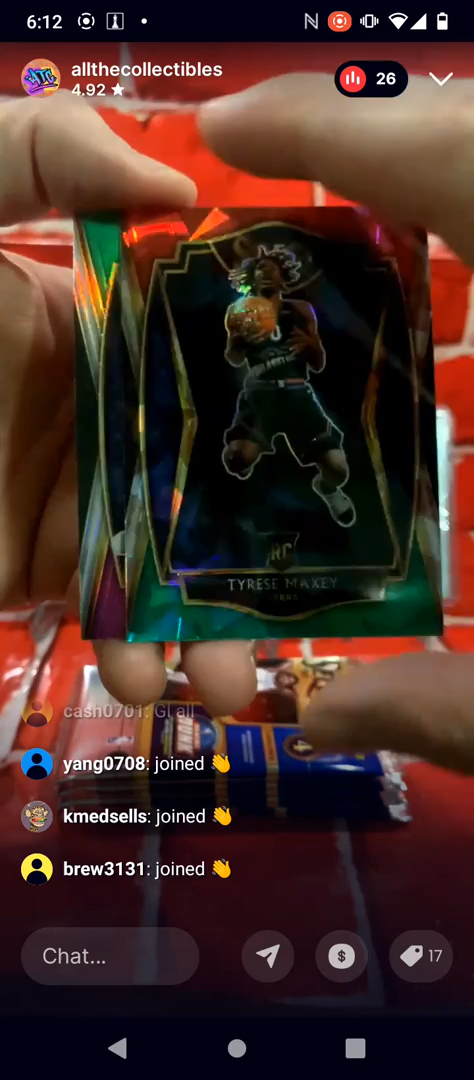 6:12
allthecollectibles
4.92 ★
26
RC
TYRESE MAXEY
cash0701: Gl all
yang0708: joined 👋
kmedsells: joined 👋
brew3131: joined 👋
Chat...
$
17